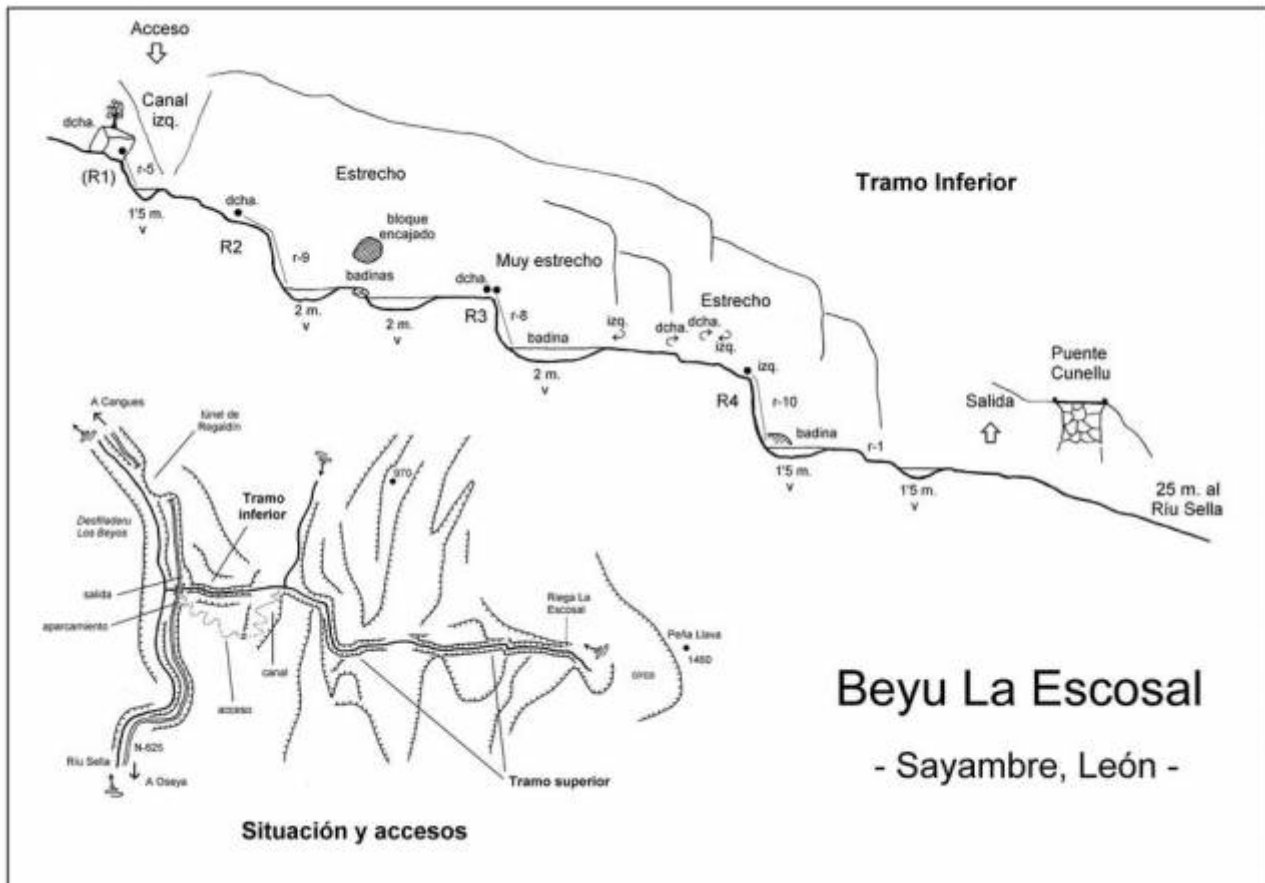 Acceso
Canal
izq.
dcha.
(R1)
r-5
1'5 m.
v
dcha.
R2
r-9
Estrecho
bloque
encajado
badinas
2 m.
v
2 m.
v
dcha.
R3
r-8
Muy estrecho
badina
2 m.
v
izq.
dcha.
Estrecho
dcha.
izq.
izq.
R4
r-10
badina
1'5 m.
v
r-1
1'5 m.
v
Tramo Inferior
Salida
Puente
Cunellu
25 m. al
Ríu Sella
A Cangues
túnel de
Regaldín
Desfiladeru
Los Beyos
Tramo
inferior
970
salida
aparcamiento
acceso
canal
Riega La
Escosal
Peña Llava
1460
N-625
Ríu Sella
A Oseya
Tramo superior
Situación y accesos
Beyu La Escosal
- Sayambre, León -